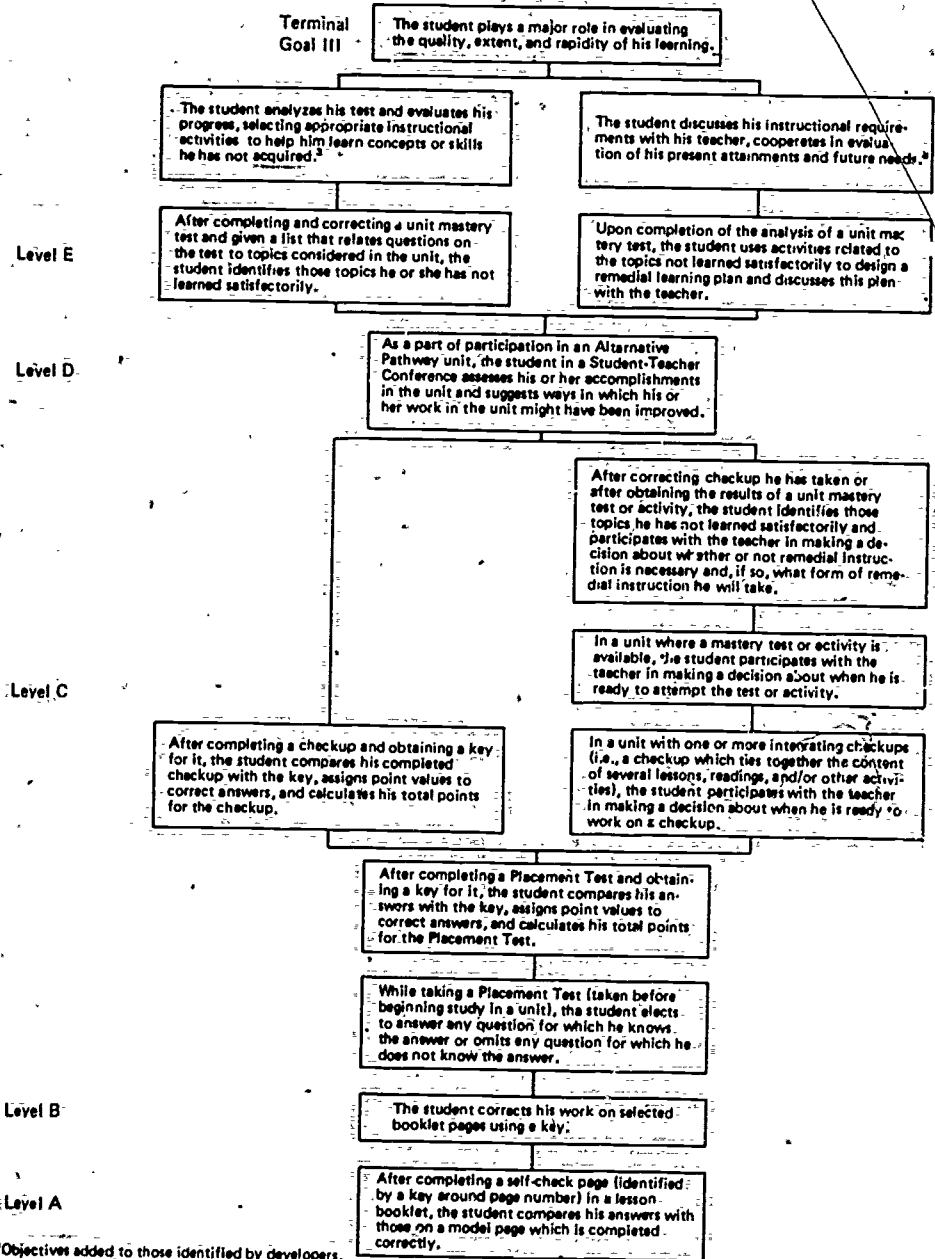 Terminal
Goal III
The student plays a major role in evaluating
the quality, extent, and rapidity of his learning.
The student analyzes his test and evaluates his
progress, selecting appropriate instructional
activities to help him learn concepts or skills
he has not acquired.³
The student discusses his instructional require-
ments with his teacher, cooperates in evalua-
tion of his present attainments and future needs.
Level E
After completing and correcting a unit mastery
test and given a list that relates questions on
the test to topics considered in the unit, the
student identifies those topics he or she has not
learned satisfactorily.
Upon completion of the analysis of a unit mas
tery test, the student uses activities related to
the topics not learned satisfactorily to design a
remedial learning plan and discusses this plan
with the teacher.
Level D
As a part of participation in an Alternative
Pathway unit, the student in a Student-Teacher
Conference assesses his or her accomplishments
in the unit and suggests ways in which his or
her work in the unit might have been improved.
After correcting checkup he has taken or
after obtaining the results of a unit mastery
test or activity, the student identifies those
topics he has not learned satisfactorily and
participates with the teacher in making a de-
cision about whether or not remedial instruc-
tion is necessary and, if so, what form of reme-
dial instruction he will take.
In a unit where a mastery test or activity is
available, the student participates with the
teacher in making a decision about when he is
ready to attempt the test or activity.
Level C
After completing a checkup and obtaining a key
for it, the student compares his completed
checkup with the key, assigns point values to
correct answers, and calculates his total points
for the checkup.
In a unit with one or more integrating checkups
(i.e., a checkup which ties together the content
of several lessons, readings, and/or other activi-
ties), the student participates with the teacher
in making a decision about when he is ready to
work on a checkup.
After completing a Placement Test and obtain-
ing a key for it, the student compares his an-
swers with the key, assigns point values to
correct answers, and calculates his total points
for the Placement Test.
While taking a Placement Test (taken before
beginning study in a unit), the student elects
to answer any question for which he knows
the answer or omits any question for which he
does not know the answer.
Level B
The student corrects his work on selected
booklet pages using a key.
Level A
After completing a self-check page (identified
by a key around page number) in a lesson
booklet, the student compares his answers with
those on a model page which is completed
correctly.
Objectives added to those identified by developers.